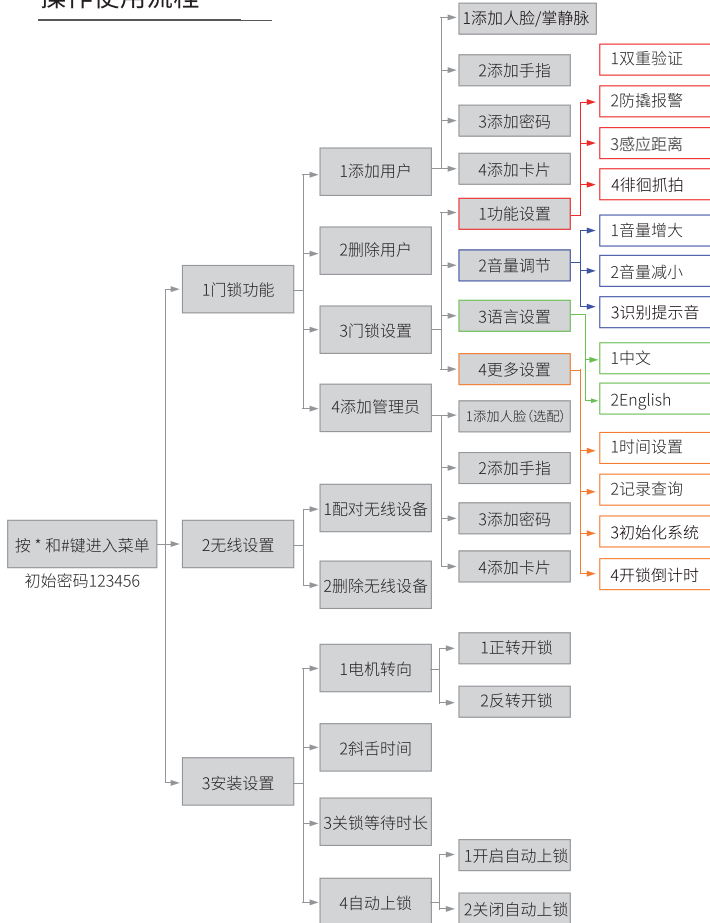 操作使用流程
1添加人脸/掌静脉
2添加手指
3添加密码
4添加卡片
1双重验证
2防撬报警
3感应距离
4徘徊抓拍
1添加用户
2删除用户
3门锁设置
4添加管理员
1功能设置
2音量调节
3语言设置
4更多设置
1音量增大
2音量减小
3识别提示音
1中文
2English
1门锁功能
1添加人脸(选配)
2添加手指
3添加密码
4添加卡片
1时间设置
2记录查询
3初始化系统
4开锁倒计时
按 * 和#键进入菜单
初始密码123456
2无线设置
1配对无线设备
2删除无线设备
3安装设置
1电机转向
2斜舌时间
3关锁等待时长
4自动上锁
1正转开锁
2反转开锁
1开启自动上锁
2关闭自动上锁